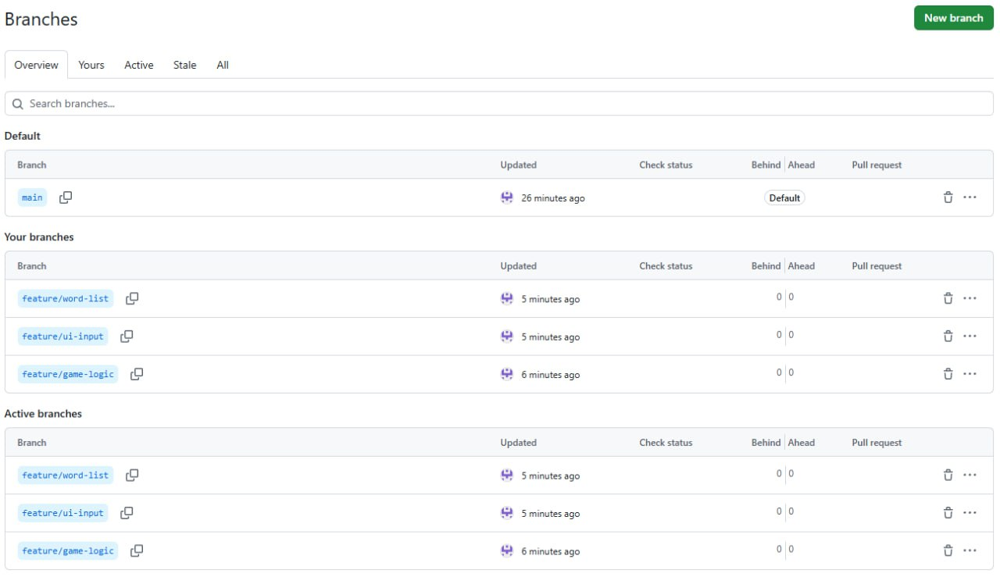 Branches
New branch
Overview Yours Active Stale All
Search branches...
Default
Branch Updated Check status Behind Ahead Pull request
main 26 minutes ago Default
Your branches
Branch Updated Check status Behind Ahead Pull request
feature/word-list 5 minutes ago 0 0
feature/ui-input 5 minutes ago 0 0
feature/game-logic 6 minutes ago 0 0
Active branches
Branch Updated Check status Behind Ahead Pull request
feature/word-list 5 minutes ago 0 0
feature/ui-input 5 minutes ago 0 0
feature/game-logic 6 minutes ago 0 0